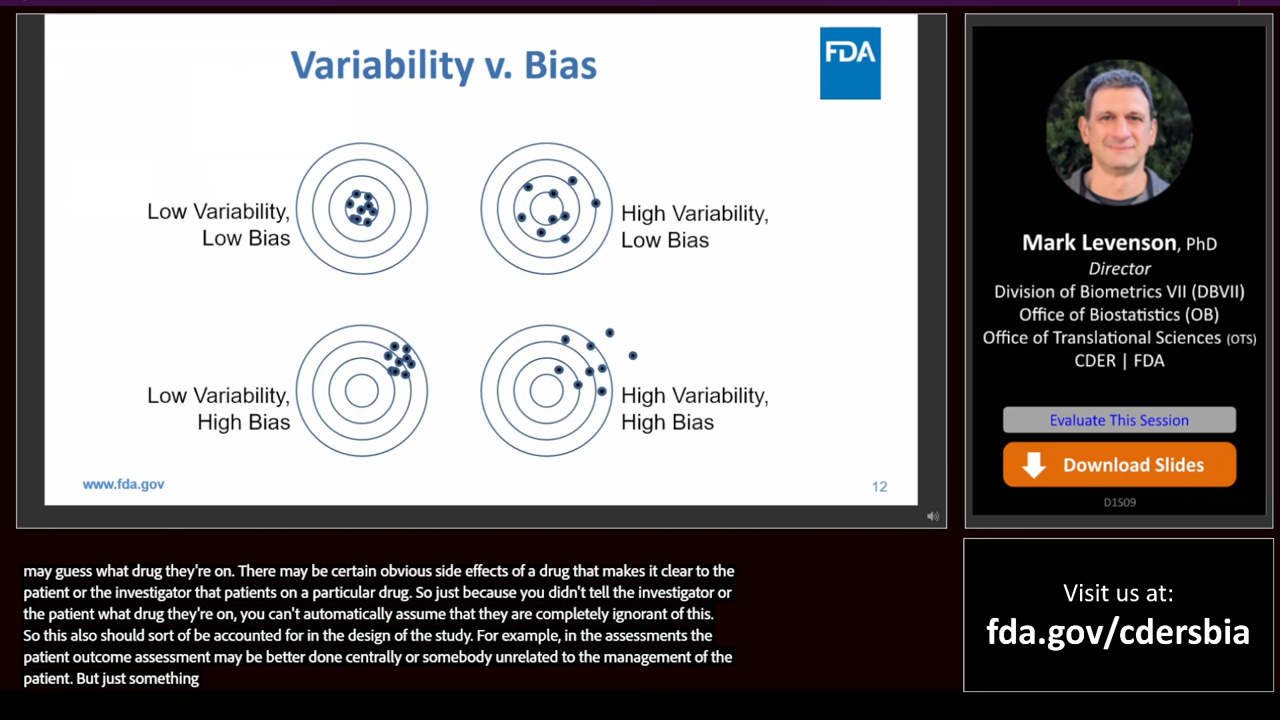 Variability v. Bias
FDA
Low Variability,
Low Bias
High Variability,
Low Bias
Low Variability,
High Bias
High Variability,
High Bias
www.fda.gov
12
Mark Levenson, PhD
Director
Division of Biometrics VII (DBVII)
Office of Biostatistics (OB)
Office of Translational Sciences (OTS)
CDER | FDA
Evaluate This Session
Download Slides
D1S09
may guess what drug they're on. There may be certain obvious side effects of a drug that makes it clear to the
patient or the investigator that patients on a particular drug. So just because you didn't tell the investigator or
the patient what drug they're on, you can't automatically assume that they are completely ignorant of this.
So this also should sort of be accounted for in the design of the study. For example, in the assessments the
patient outcome assessment may be better done centrally or somebody unrelated to the management of the
patient. But just something
Visit us at:
fda.gov/cdersbia